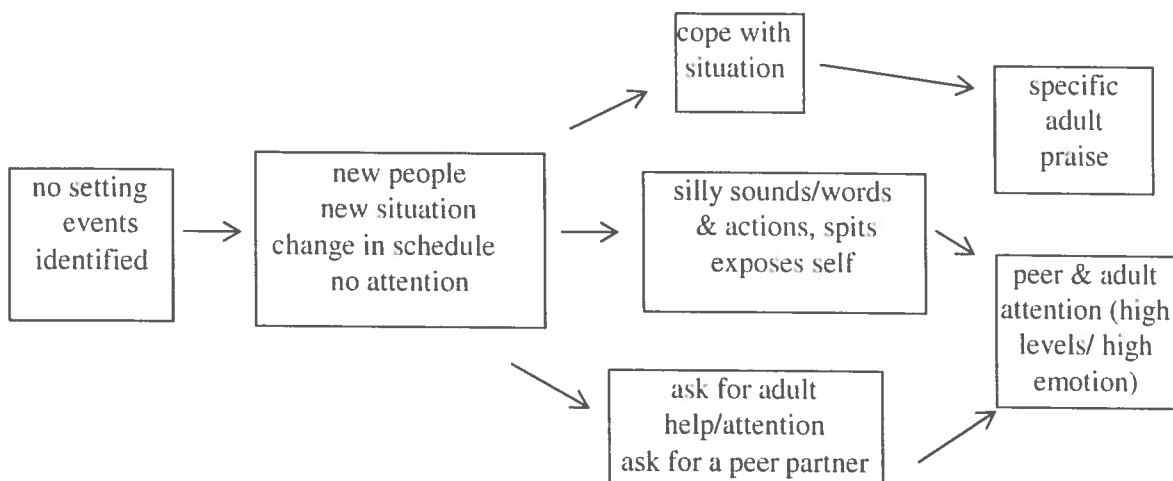 no setting
events
identified
new people
new situation
change in schedule
no attention
cope with
situation
silly sounds/words
& actions, spits
exposes self
ask for adult
help/attention
ask for a peer partner
specific
adult
praise
peer & adult
attention (high
levels/ high
emotion)